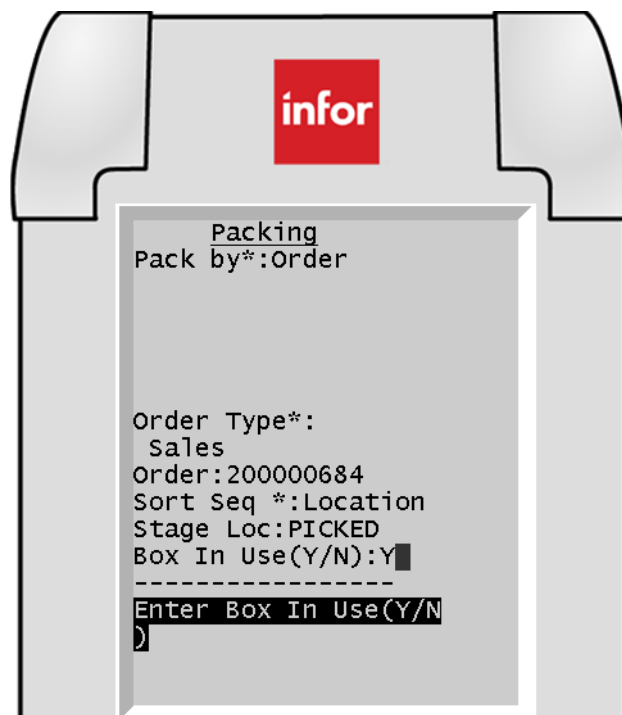 infor
Packing
Pack by*:Order
Order Type*:
Sales
Order:200000684
Sort Seq *:Location
Stage Loc:PICKED
Box In Use(Y/N):Y
-----------------
Enter Box In Use(Y/N
)